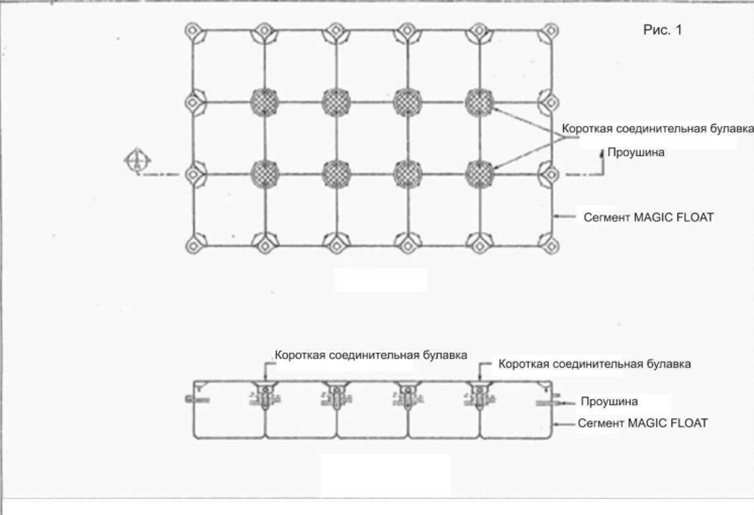 Рис. 1
Короткая соединительная булавка
Проушина
Сегмент MAGIC FLOAT
Короткая соединительная булавка
Короткая соединительная булавка
Проушина
Сегмент MAGIC FLOAT